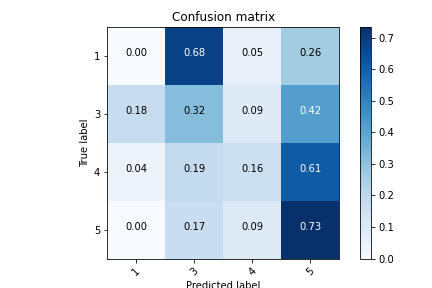 Confusion matrix
1 0.00 0.68 0.05 0.26
3 0.18 0.32 0.09 0.42
4 0.04 0.19 0.16 0.61
5 0.00 0.17 0.09 0.73
1 3 4 5
True label
Predicted label
0.7
0.6
0.5
0.4
0.3
0.2
0.1
0.0